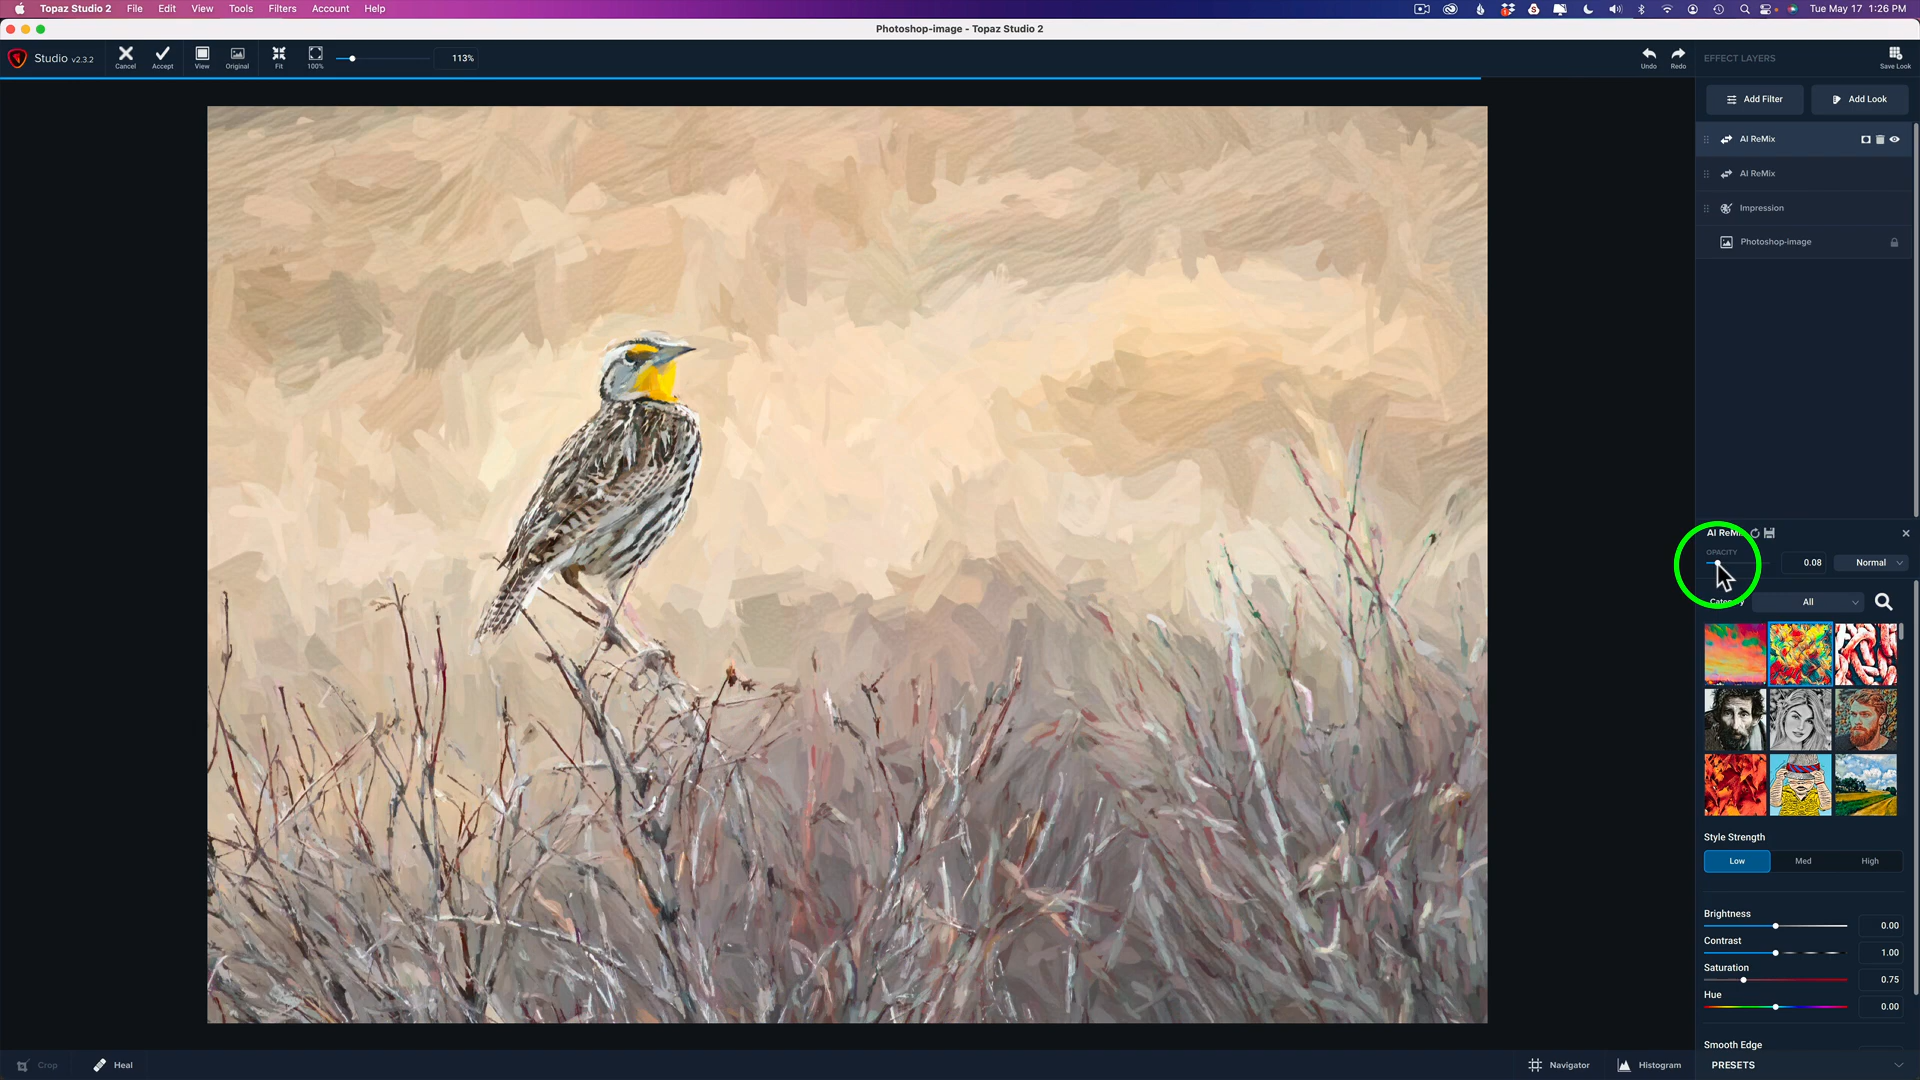 Topaz Studio 2 File Edit View Tools Filters Account Help Tue May 17 1:26 PM
Photoshop-image - Topaz Studio 2
Studio v2.3.2 Cancel Accept View Original Fit 100% 113% Undo Redo EFFECT LAYERS Save Look
Add Filter Add Look
AI ReMix
AI ReMix
Impression
Photoshop-image
AI ReMix
OPACITY
0.08 Normal
Category All
Style Strength
Low Med High
Brightness
0.00
Contrast
1.00
Saturation
0.75
Hue
0.00
Smooth Edge
Crop Heal Navigator Histogram PRESETS